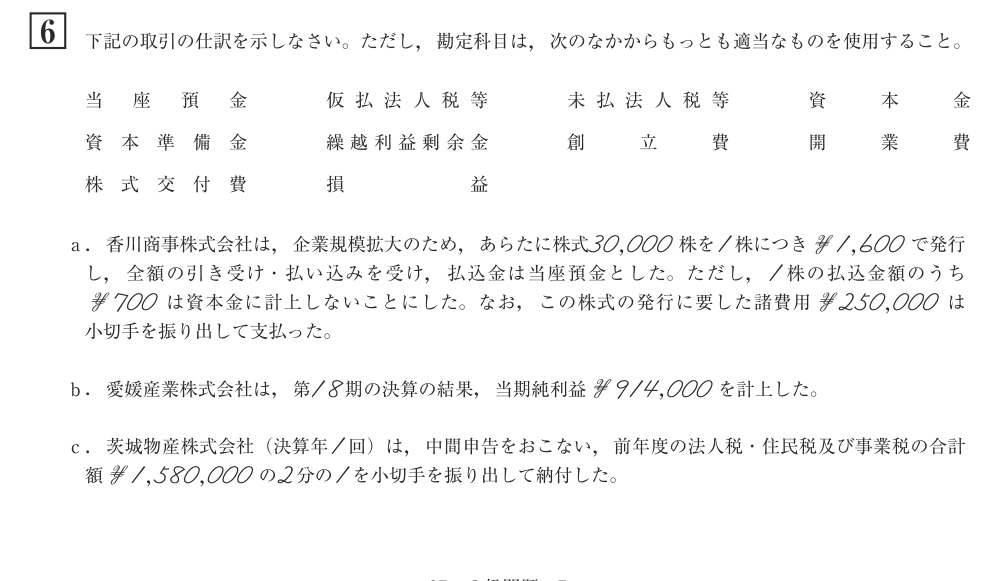 6 下記の取引の仕訳を示しなさい。ただし，勘定科目は，次のなかからもっとも適当なものを使用すること。
当座預金 仮払法人税等 未払法人税等 資本金
資本準備金 繰越利益剰余金 創立費 開業費
株式交付費 損益
a．香川商事株式会社は，企業規模拡大のため，あらたに株式30,000株を1株につき¥1,600で発行
し，全額の引き受け・払い込みを受け，払込金は当座預金とした。ただし，1株の払込金額のうち
¥700は資本金に計上しないことにした。なお，この株式の発行に要した諸費用¥250,000は
小切手を振り出して支払った。
b．愛媛産業株式会社は，第18期の決算の結果，当期純利益¥914,000を計上した。
c．茨城物産株式会社（決算年1回）は，中間申告をおこない，前年度の法人税・住民税及び事業税の合計
額¥1,580,000の2分の1を小切手を振り出して納付した。